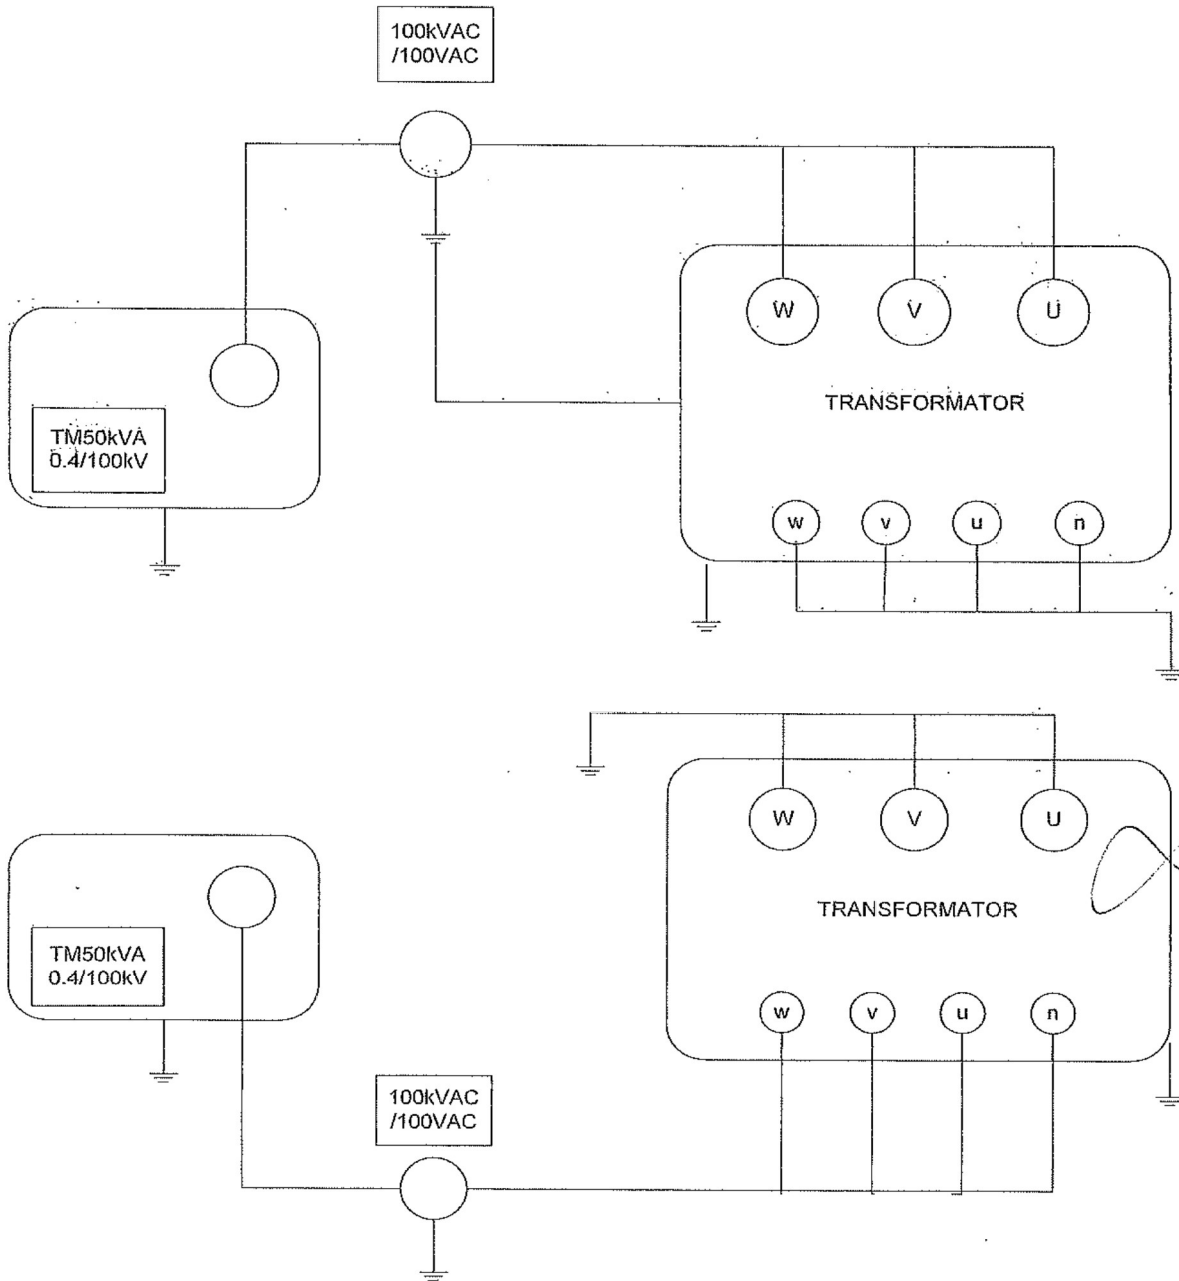 100kVAC
/100VAC
W V U
TRANSFORMATOR
TM50kVA
0.4/100kV
w v u n
W V U
TRANSFORMATOR
TM50kVA
0.4/100kV
w v u n
100kVAC
/100VAC